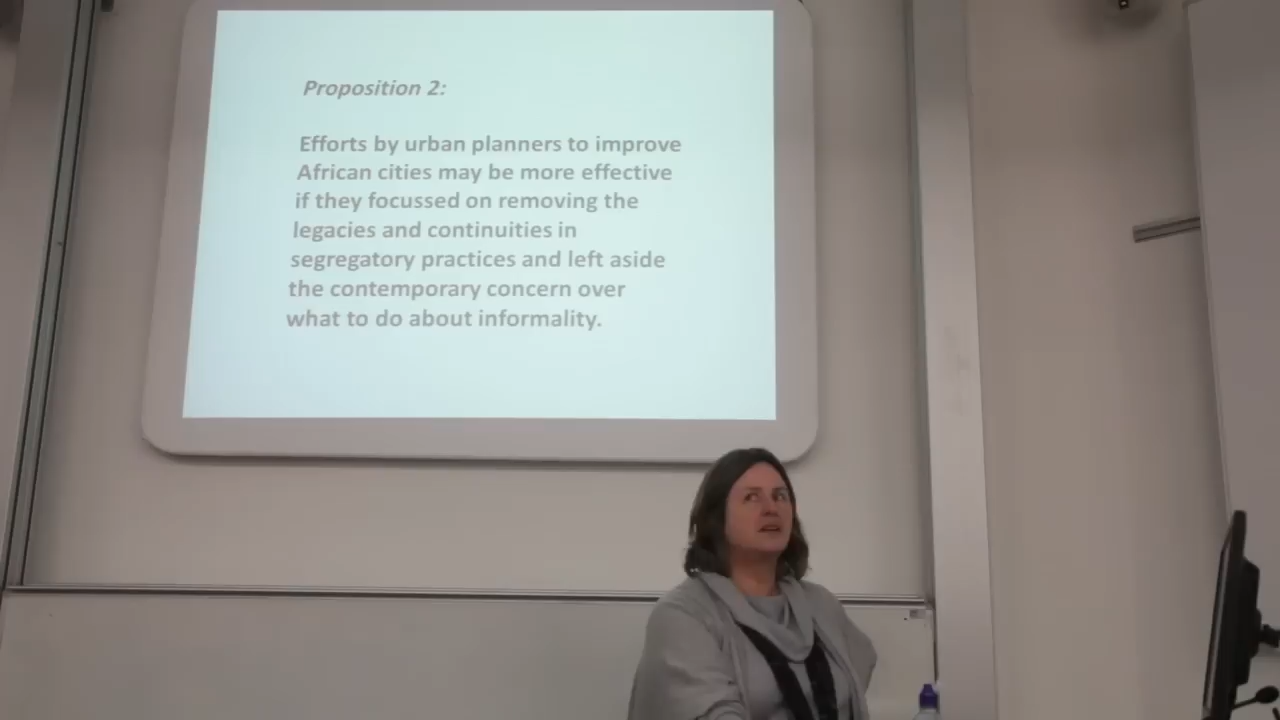 Proposition 2:
Efforts by urban planners to improve
African cities may be more effective
if they focussed on removing the
legacies and continuities in
segregatory practices and left aside
the contemporary concern over
what to do about informality.